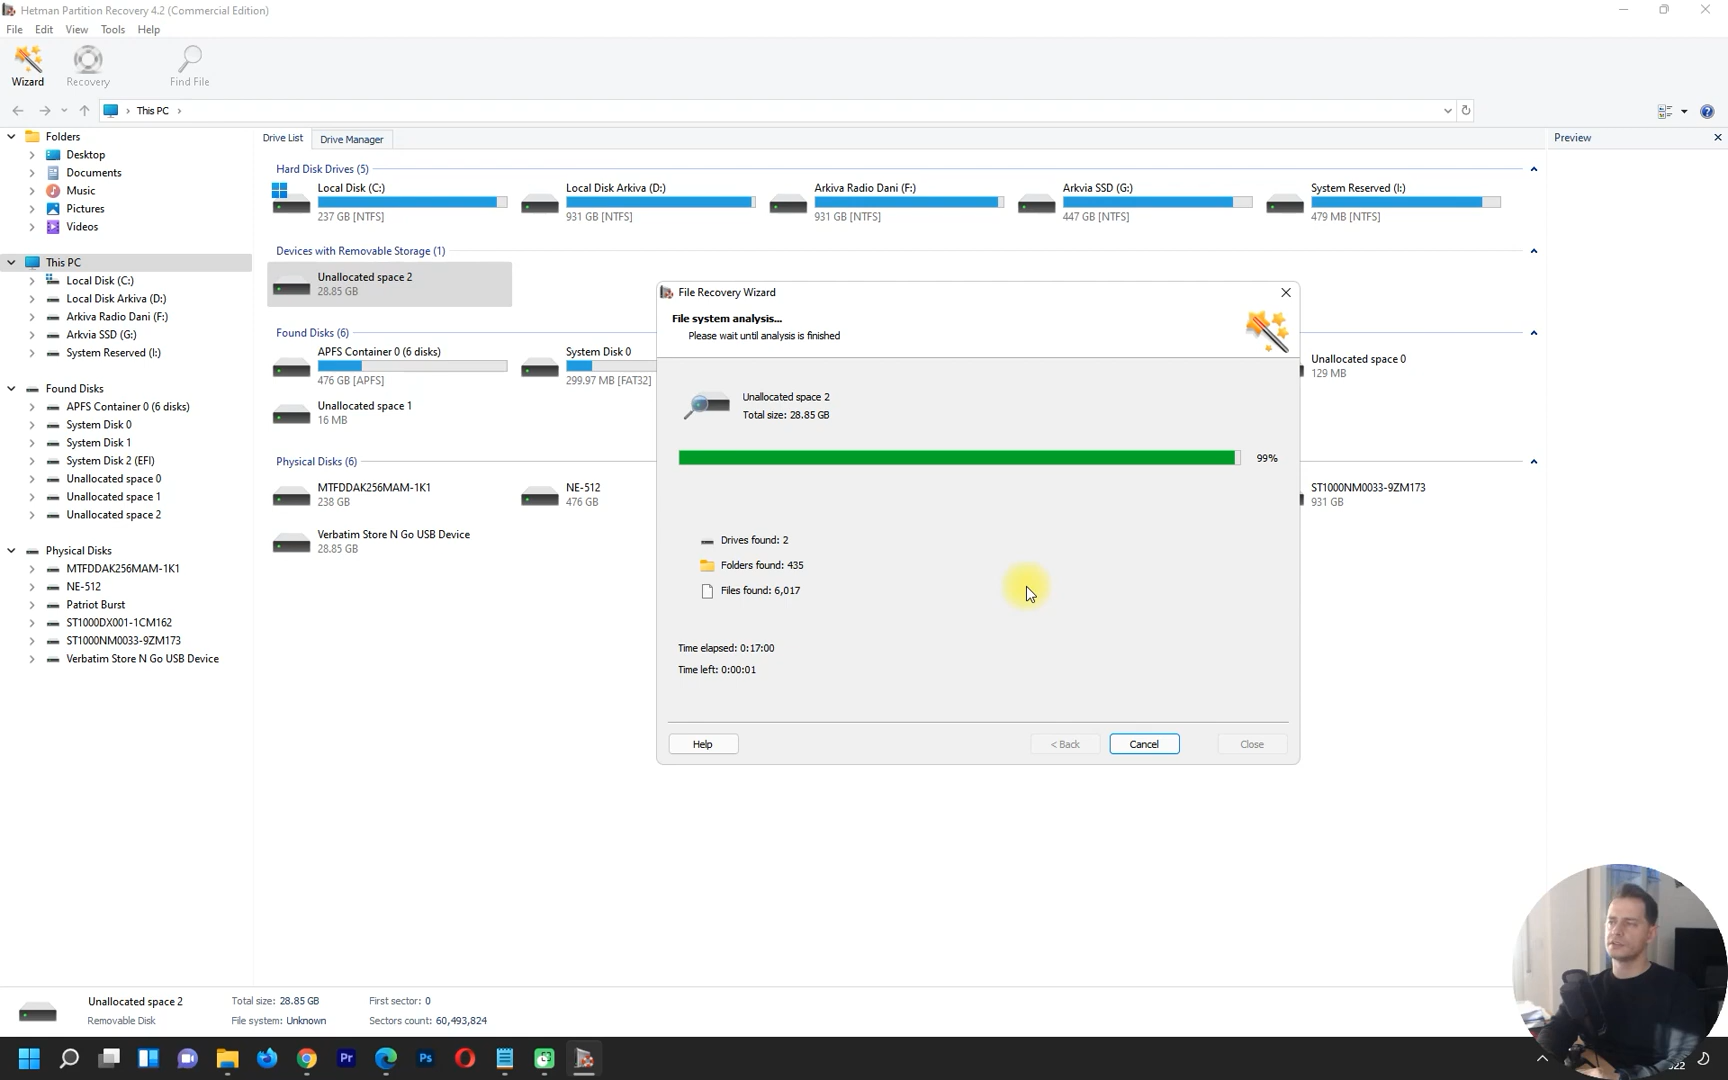 Hetman Partition Recovery 4.2 (Commercial Edition)
File Edit View Tools Help
Wizard Recovery Find File
This PC
Folders
Desktop
Documents
Music
Pictures
Videos
This PC
Local Disk (C:)
Local Disk Arkiva (D:)
Arkiva Radio Dani (F:)
Arkvia SSD (G:)
System Reserved (I:)
Found Disks
APFS Container 0 (6 disks)
System Disk 0
System Disk 1
System Disk 2 (EFI)
Unallocated space 0
Unallocated space 1
Unallocated space 2
Physical Disks
MTFDDAK256MAM-1K1
NE-512
Patriot Burst
ST1000DX001-1CM162
ST1000NM0033-9ZM173
Verbatim Store N Go USB Device
Drive List Drive Manager
Hard Disk Drives (5)
Local Disk (C:)
237 GB [NTFS]
Local Disk Arkiva (D:)
931 GB [NTFS]
Arkiva Radio Dani (F:)
931 GB [NTFS]
Arkvia SSD (G:)
447 GB [NTFS]
System Reserved (I:)
479 MB [NTFS]
Devices with Removable Storage (1)
Unallocated space 2
28.85 GB
Found Disks (6)
APFS Container 0 (6 disks)
476 GB [APFS]
System Disk 0
299.97 MB [FAT32]
Unallocated space 0
129 MB
Unallocated space 1
16 MB
Physical Disks (6)
MTFDDAK256MAM-1K1
238 GB
NE-512
476 GB
ST1000NM0033-9ZM173
931 GB
Verbatim Store N Go USB Device
28.85 GB
Preview
File Recovery Wizard
File system analysis...
Please wait until analysis is finished
Unallocated space 2
Total size: 28.85 GB
99%
Drives found: 2
Folders found: 435
Files found: 6,017
Time elapsed: 0:17:00
Time left: 0:00:01
Help < Back Cancel Close
Unallocated space 2 Total size: 28.85 GB First sector: 0
Removable Disk File system: Unknown Sectors count: 60,493,824
Pr Ps